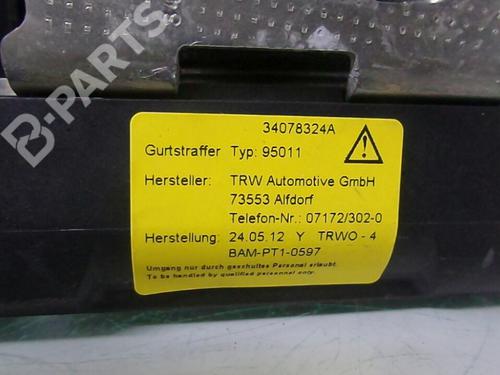 B-PARTS
34078324A
Gurtstraffer Typ: 95011
Hersteller: TRW Automotive GmbH
73553 Alfdorf
Telefon-Nr.: 07172/302-0
Herstellung: 24.05.12 Y TRWO - 4
BAM-PT1-0597
Umgang nur durch geschultes Personal erlaubt.
To be handled by qualified personnel only.